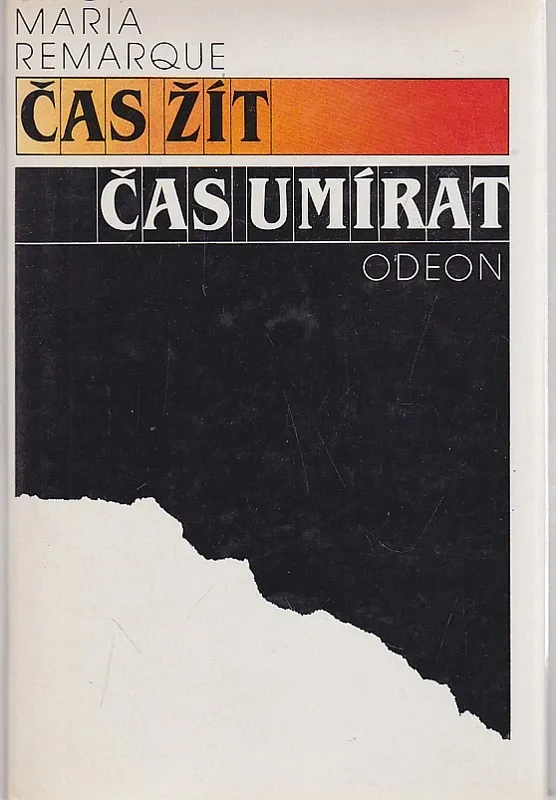 MARIA
REMARQUE
ČAS ŽÍT
ČAS UMÍRAT
ODEON